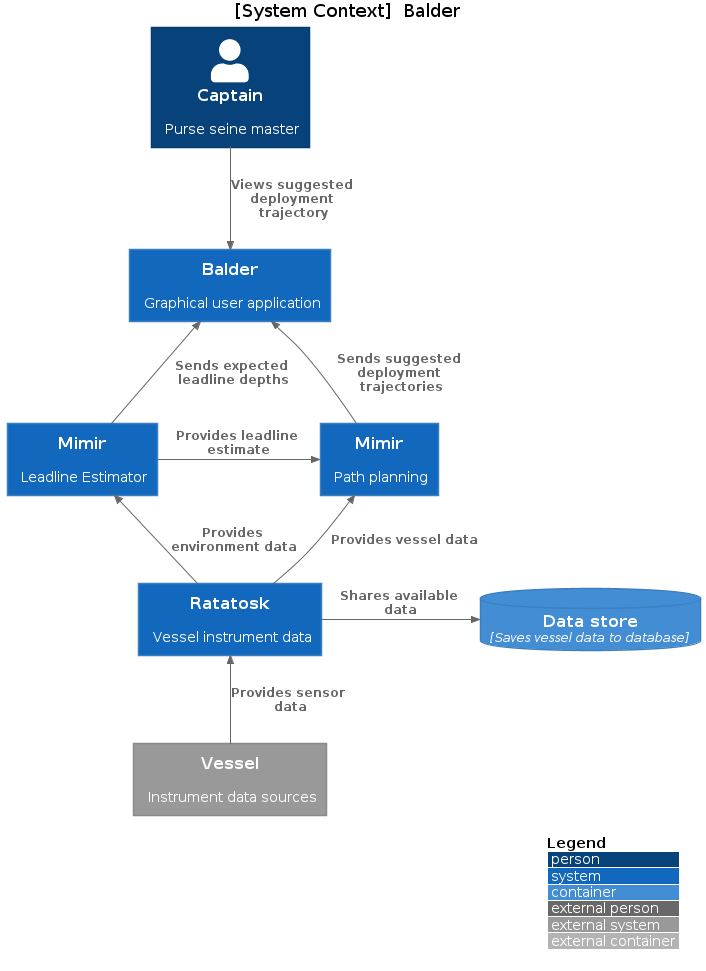 [System Context] Balder
Captain
Purse seine master
Views suggested
deployment
trajectory
Balder
Graphical user application
Sends expected
leadline depths
Sends suggested
deployment
trajectories
Mimir
Leadline Estimator
Provides leadline
estimate
Mimir
Path planning
Provides
environment data
Provides vessel data
Ratatosk
Vessel instrument data
Shares available
data
Data store
[Saves vessel data to database]
Provides sensor
data
Vessel
Instrument data sources
Legend
person
system
container
external person
external system
external container